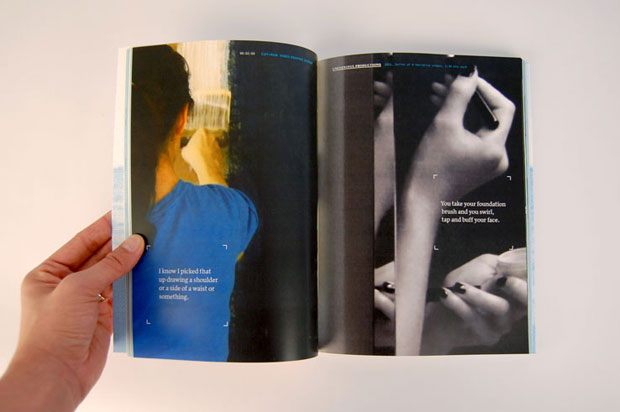 I know I picked that
up drawing a shoulder
or a side of a waist or
something.
You take your foundation
brush and you swirl,
tap and buff your face.